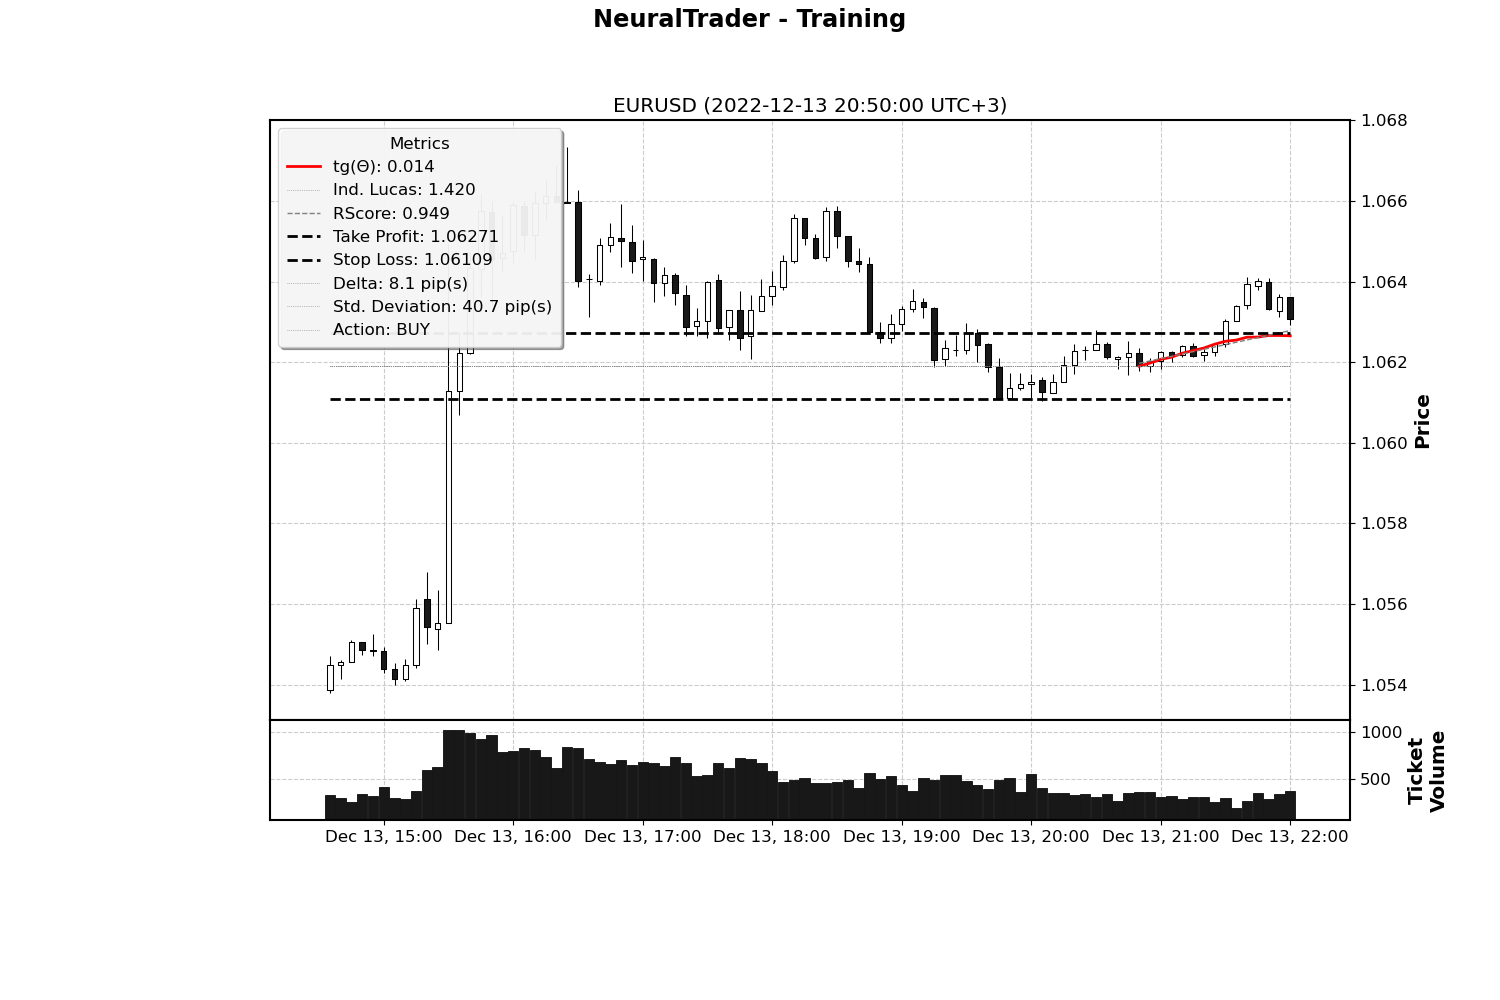 NeuralTrader - Training
EURUSD (2022-12-13 20:50:00 UTC+3)
Metrics
tg(Θ): 0.014
Ind. Lucas: 1.420
RScore: 0.949
Take Profit: 1.06271
Stop Loss: 1.06109
Delta: 8.1 pip(s)
Std. Deviation: 40.7 pip(s)
Action: BUY
1.068
1.066
1.064
1.062
1.060
1.058
1.056
1.054
Price
1000
500
Ticket
Volume
Dec 13, 15:00 Dec 13, 16:00 Dec 13, 17:00 Dec 13, 18:00 Dec 13, 19:00 Dec 13, 20:00 Dec 13, 21:00 Dec 13, 22:00